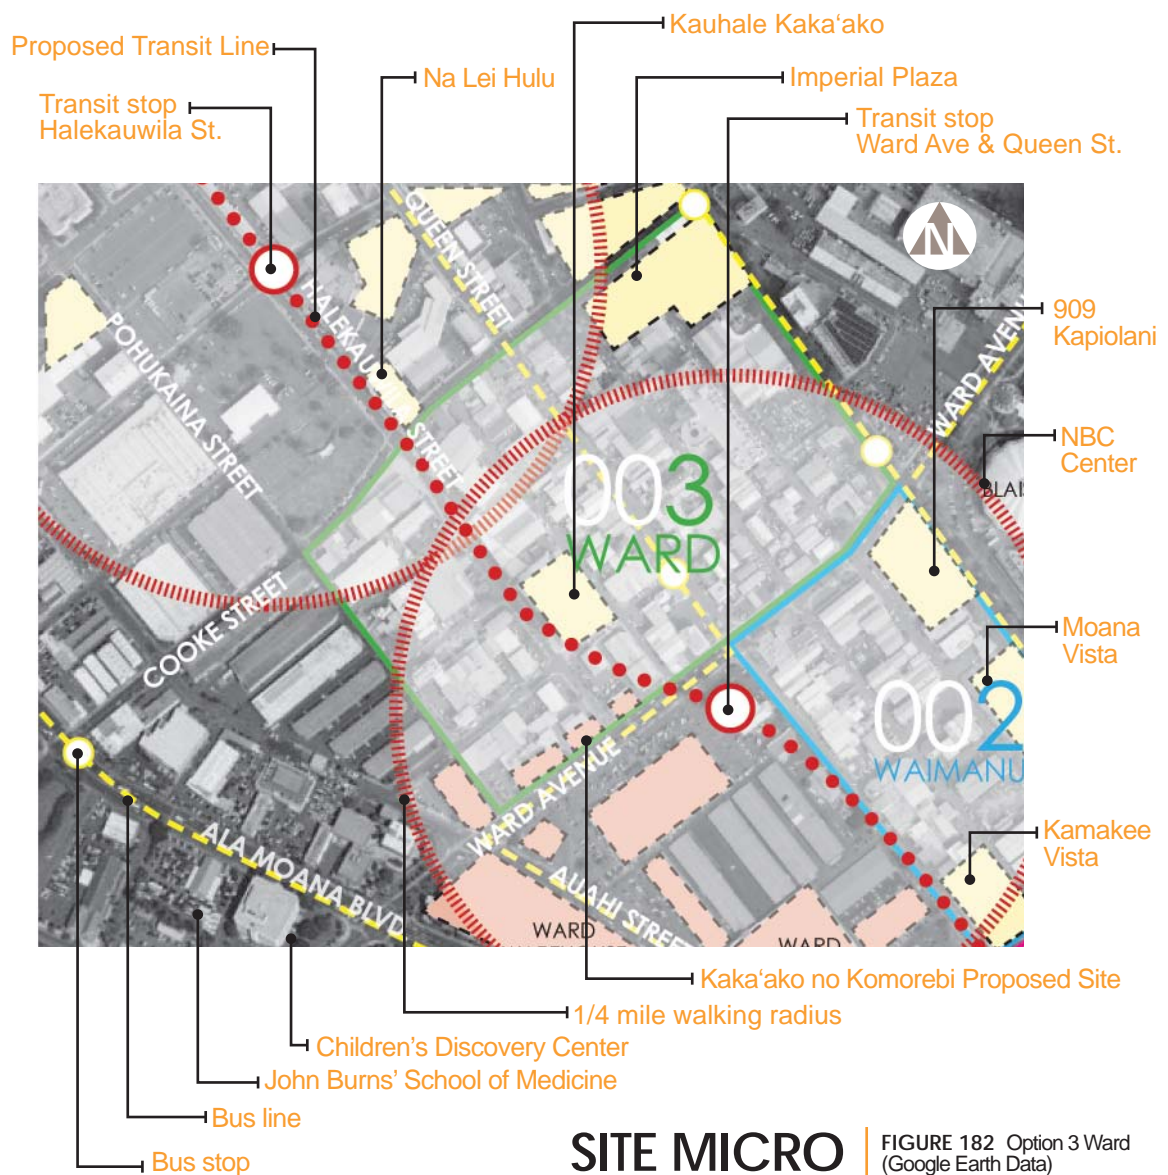 Kauhale Kaka‘ako
Proposed Transit Line
Na Lei Hulu
Imperial Plaza
Transit stop
Halekauwila St.
Transit stop
Ward Ave & Queen St.
N
QUEEN STREET
HALEKAUWILA STREET
POHUKAINA STREET
909
Kapiolani
WARD AVENU
NBC
Center
BLAIS
003
WARD
COOKE STREET
Moana
Vista
002
WAIMANU
WARD AVENUE
ALA MOANA BLVD
AUAHI STREET
Kamakee
Vista
WARD
WARD
Kaka‘ako no Komorebi Proposed Site
1/4 mile walking radius
Children's Discovery Center
John Burns' School of Medicine
Bus line
Bus stop
SITE MICRO
FIGURE 182 Option 3 Ward
(Google Earth Data)